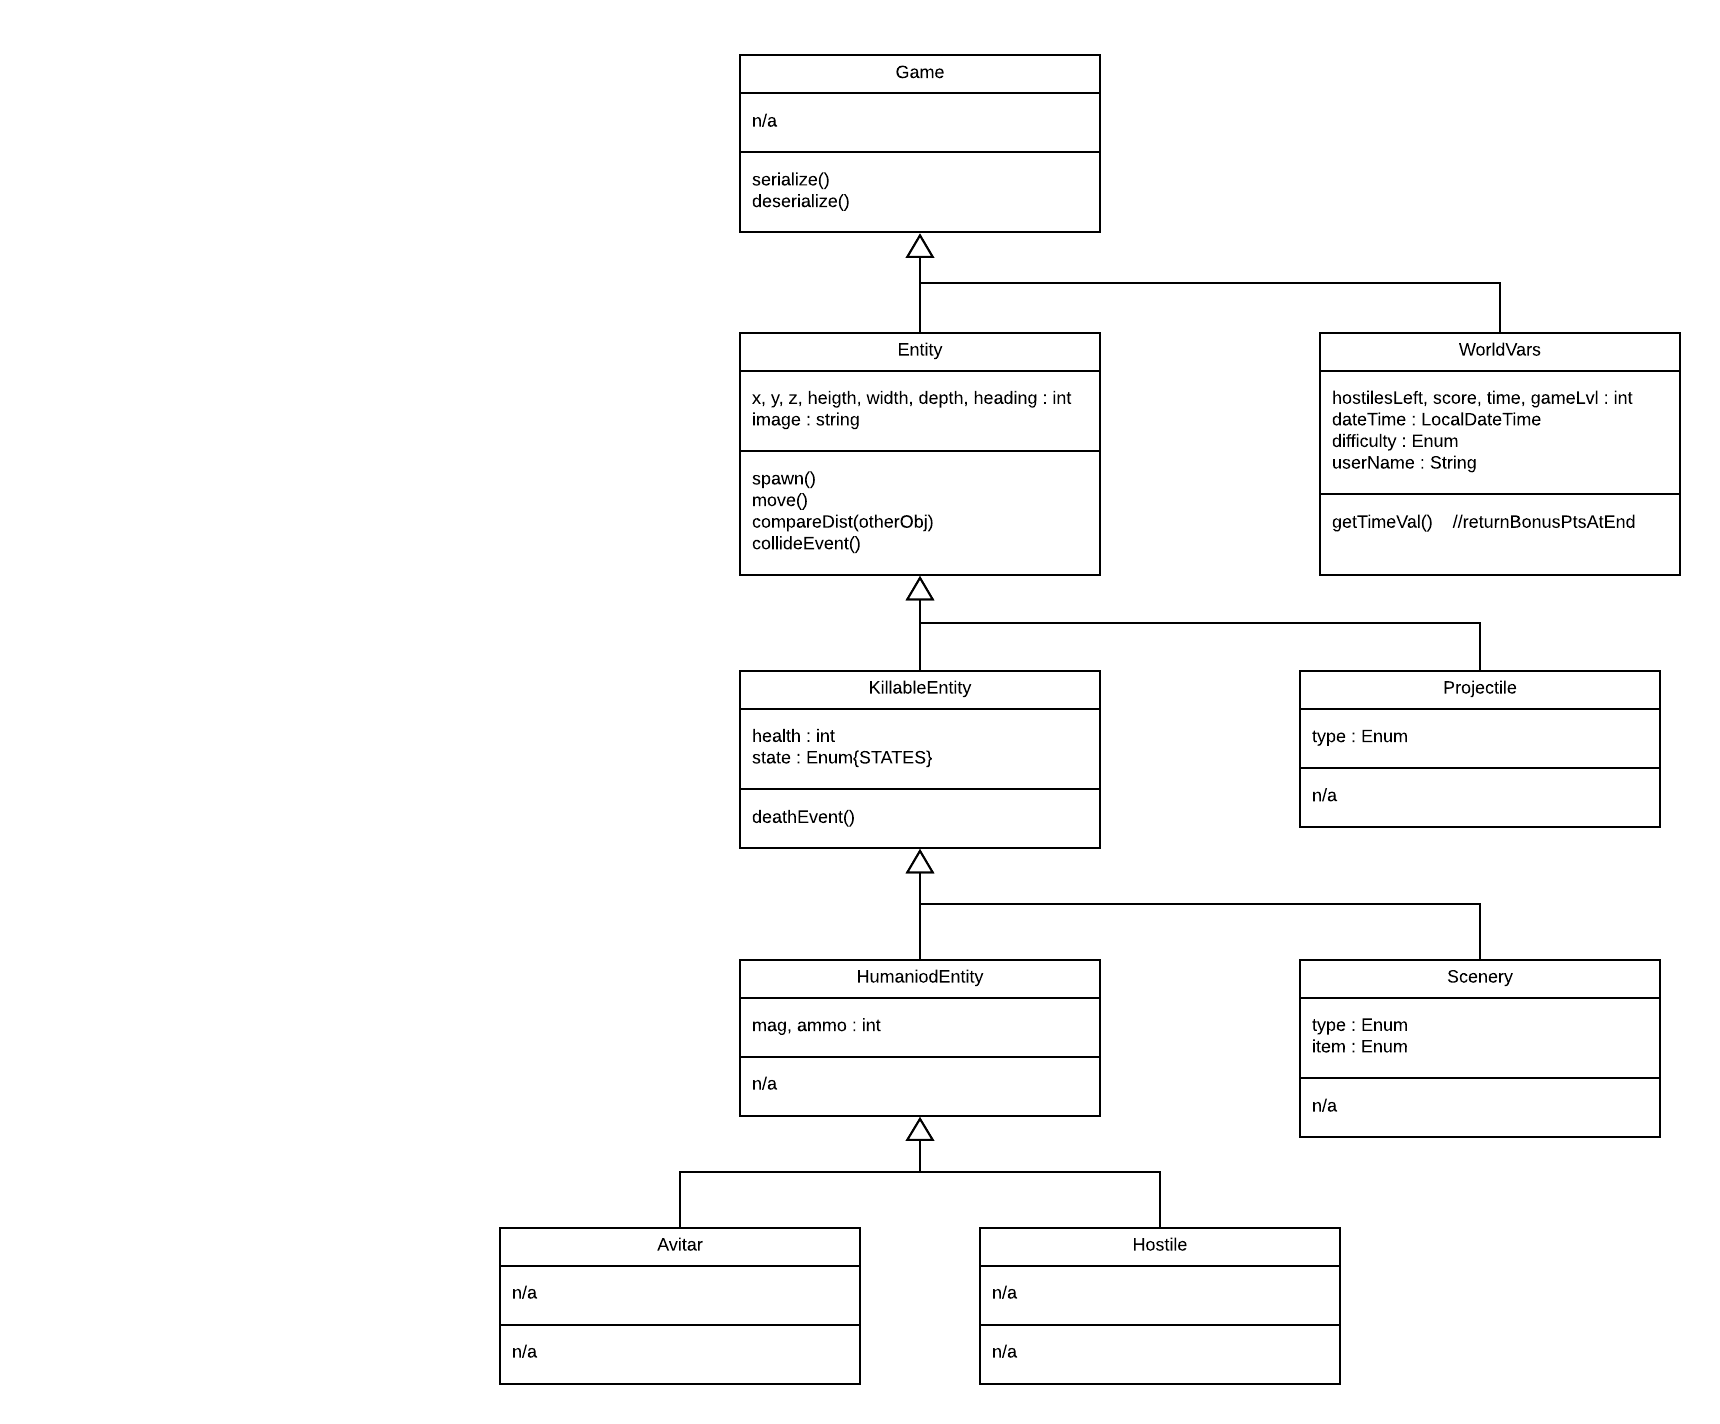 Game
n/a
serialize()
deserialize()
Entity
x, y, z, heigth, width, depth, heading : int
image : string
spawn()
move()
compareDist(otherObj)
collideEvent()
WorldVars
hostilesLeft, score, time, gameLvl : int
dateTime : LocalDateTime
difficulty : Enum
userName : String
getTimeVal()    //returnBonusPtsAtEnd
KillableEntity
health : int
state : Enum{STATES}
deathEvent()
Projectile
type : Enum
n/a
HumaniodEntity
mag, ammo : int
n/a
Scenery
type : Enum
item : Enum
n/a
Avitar
n/a
n/a
Hostile
n/a
n/a